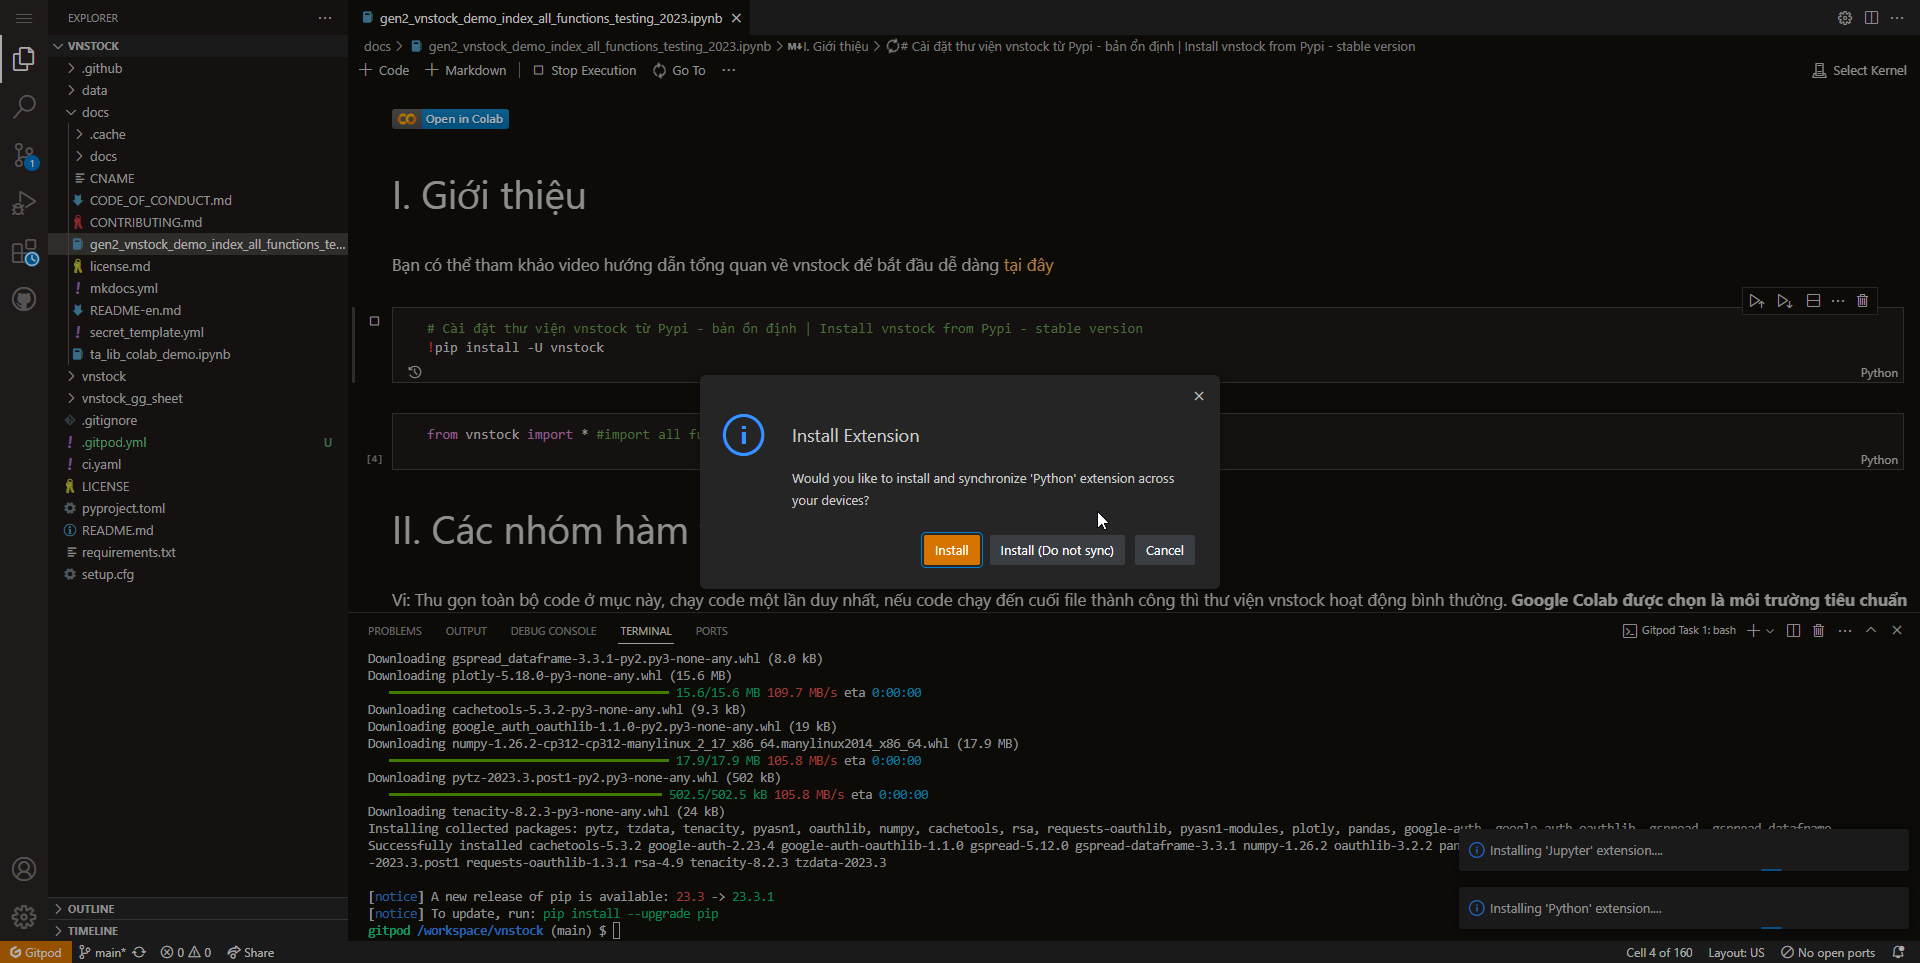 EXPLORER
gen2_vnstock_demo_index_all_functions_testing_2023.ipynb
VNSTOCK
.github
data
docs
.cache
docs
CNAME
CODE_OF_CONDUCT.md
CONTRIBUTING.md
gen2_vnstock_demo_index_all_functions_te...
license.md
mkdocs.yml
README-en.md
secret_template.yml
ta_lib_colab_demo.ipynb
vnstock
vnstock_gg_sheet
.gitignore
.gitpod.yml U
ci.yaml
LICENSE
pyproject.toml
README.md
requirements.txt
setup.cfg
OUTLINE
TIMELINE
1
docs > gen2_vnstock_demo_index_all_functions_testing_2023.ipynb > M↓I. Giới thiệu > # Cài đặt thư viện vnstock từ Pypi - bản ổn định | Install vnstock from Pypi - stable version
+ Code + Markdown | Stop Execution Go To ... Select Kernel
Open in Colab
I. Giới thiệu
Bạn có thể tham khảo video hướng dẫn tổng quan về vnstock để bắt đầu dễ dàng tại đây
# Cài đặt thư viện vnstock từ Pypi - bản ổn định | Install vnstock from Pypi - stable version
!pip install -U vnstock
Python
from vnstock import * #import all fu
[4] Python
Install Extension
Would you like to install and synchronize 'Python' extension across
your devices?
Install Install (Do not sync) Cancel
II. Các nhóm hàm
Vi: Thu gọn toàn bộ code ở mục này, chạy code một lần duy nhất, nếu code chạy đến cuối file thành công thì thư viện vnstock hoạt động bình thường. Google Colab được chọn là môi trường tiêu chuẩn
PROBLEMS OUTPUT DEBUG CONSOLE TERMINAL PORTS Gitpod Task 1: bash
Downloading gspread_dataframe-3.3.1-py2.py3-none-any.whl (8.0 kB)
Downloading plotly-5.18.0-py3-none-any.whl (15.6 MB)
15.6/15.6 MB 109.7 MB/s eta 0:00:00
Downloading cachetools-5.3.2-py3-none-any.whl (9.3 kB)
Downloading google_auth_oauthlib-1.1.0-py2.py3-none-any.whl (19 kB)
Downloading numpy-1.26.2-cp312-cp312-manylinux_2_17_x86_64.manylinux2014_x86_64.whl (17.9 MB)
17.9/17.9 MB 105.8 MB/s eta 0:00:00
Downloading pytz-2023.3.post1-py2.py3-none-any.whl (502 kB)
502.5/502.5 kB 105.8 MB/s eta 0:00:00
Downloading tenacity-8.2.3-py3-none-any.whl (24 kB)
Installing collected packages: pytz, tzdata, tenacity, pyasn1, oauthlib, numpy, cachetools, rsa, requests-oauthlib, pyasn1-modules, plotly, pandas, google-auth, google-auth-oauthlib, gspread, gspread-dataframe
Successfully installed cachetools-5.3.2 google-auth-2.23.4 google-auth-oauthlib-1.1.0 gspread-5.12.0 gspread-dataframe-3.3.1 numpy-1.26.2 oauthlib-3.2.2 pan
-2023.3.post1 requests-oauthlib-1.3.1 rsa-4.9 tenacity-8.2.3 tzdata-2023.3
[notice] A new release of pip is available: 23.3 -> 23.3.1
[notice] To update, run: pip install --upgrade pip
gitpod /workspace/vnstock (main) $
Installing 'Jupyter' extension....
Installing 'Python' extension....
Gitpod main* 0 0 Share Cell 4 of 160 Layout: US No open ports